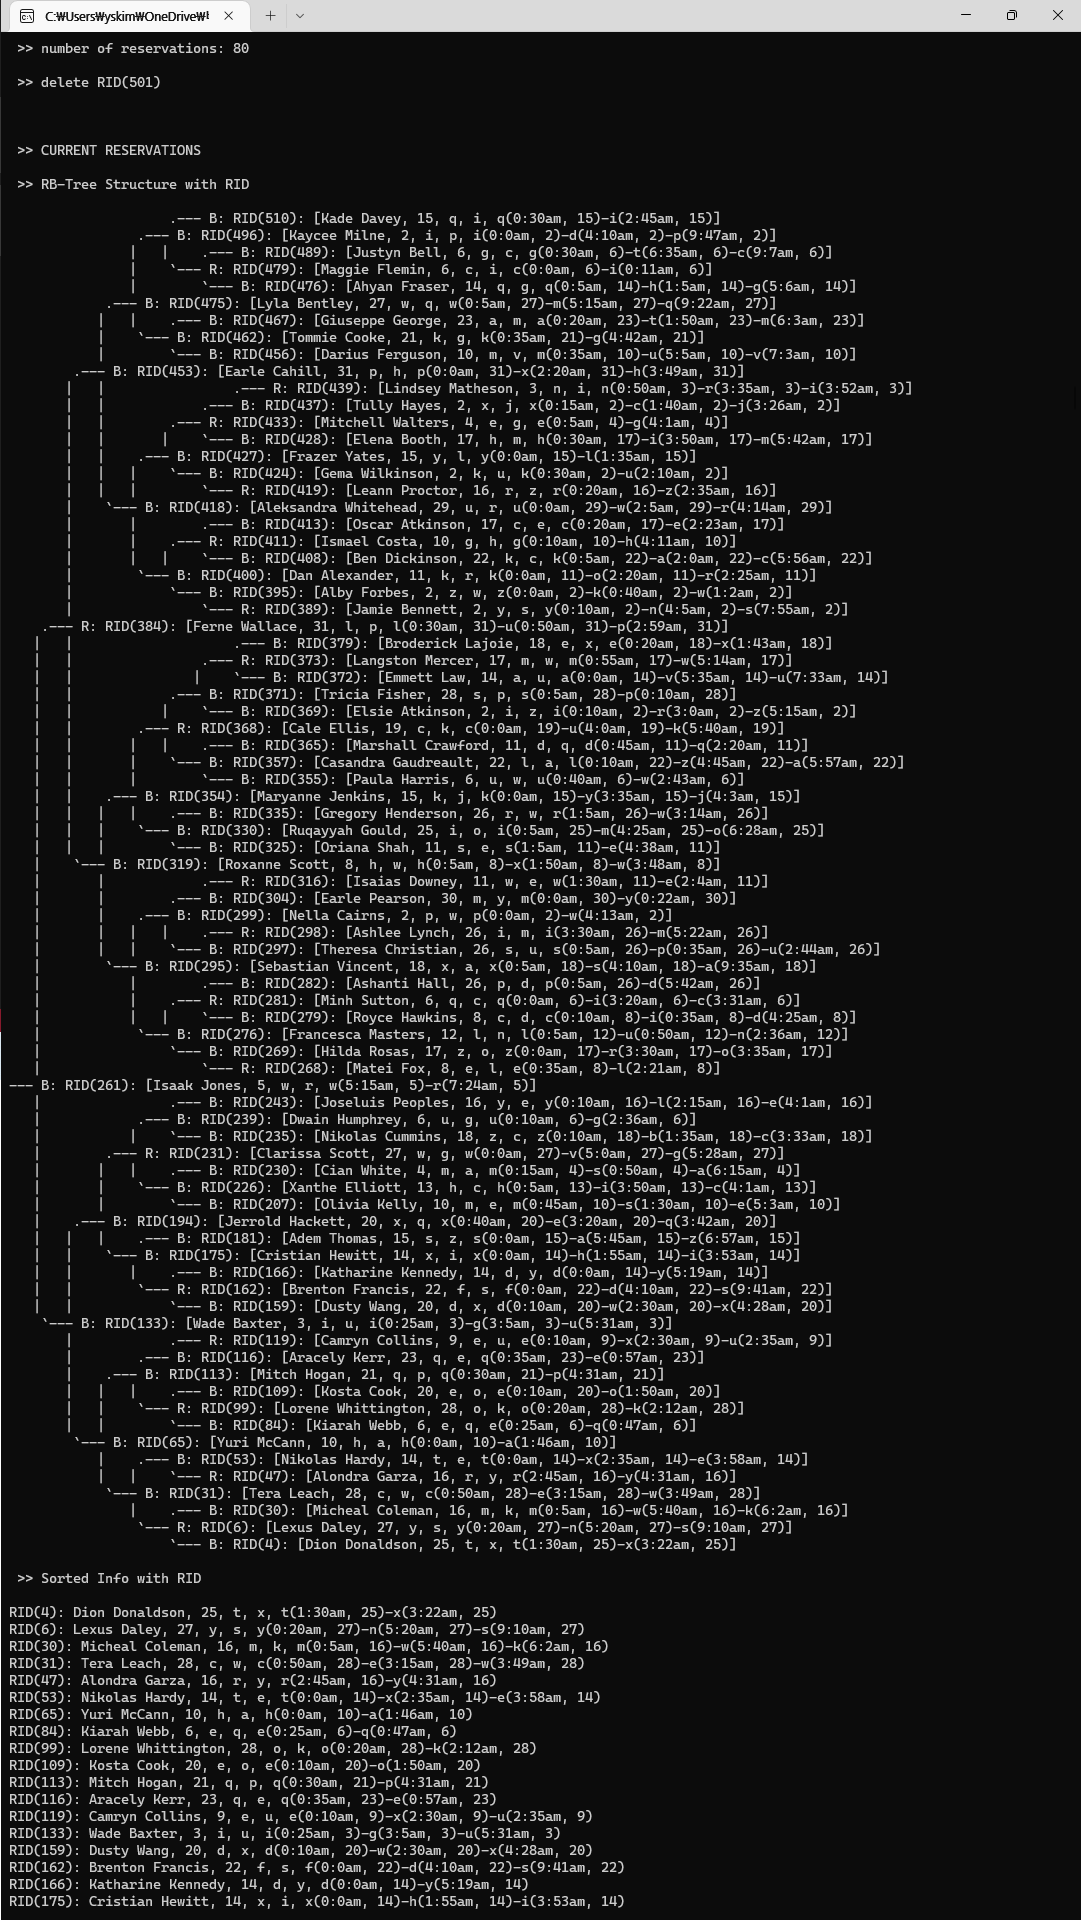 C:₩Users₩yskim₩OneDrive₩
>> number of reservations: 80
>> delete RID(501)
>> CURRENT RESERVATIONS
>> RB-Tree Structure with RID
.--- B: RID(510): [Kade Davey, 15, q, i, q(0:30am, 15)-i(2:45am, 15)]
.--- B: RID(496): [Kaycee Milne, 2, i, p, i(0:0am, 2)-d(4:10am, 2)-p(9:47am, 2)]
| | .--- B: RID(489): [Justyn Bell, 6, g, c, g(0:30am, 6)-t(6:35am, 6)-c(9:7am, 6)]
| `--- R: RID(479): [Maggie Flemin, 6, c, i, c(0:0am, 6)-i(0:11am, 6)]
| `--- B: RID(476): [Ahyan Fraser, 14, q, g, q(0:5am, 14)-h(1:5am, 14)-g(5:6am, 14)]
.--- B: RID(475): [Lyla Bentley, 27, w, q, w(0:5am, 27)-m(5:15am, 27)-q(9:22am, 27)]
| | .--- B: RID(467): [Giuseppe George, 23, a, m, a(0:20am, 23)-t(1:50am, 23)-m(6:3am, 23)]
| `--- B: RID(462): [Tommie Cooke, 21, k, g, k(0:35am, 21)-g(4:42am, 21)]
| `--- B: RID(456): [Darius Ferguson, 10, m, v, m(0:35am, 10)-u(5:5am, 10)-v(7:3am, 10)]
.--- B: RID(453): [Earle Cahill, 31, p, h, p(0:0am, 31)-x(2:20am, 31)-h(3:49am, 31)]
| | .--- R: RID(439): [Lindsey Matheson, 3, n, i, n(0:50am, 3)-r(3:35am, 3)-i(3:52am, 3)]
| | .--- B: RID(437): [Tully Hayes, 2, x, j, x(0:15am, 2)-c(1:40am, 2)-j(3:26am, 2)]
| | .--- R: RID(433): [Mitchell Walters, 4, e, g, e(0:5am, 4)-g(4:1am, 4)]
| | | `--- B: RID(428): [Elena Booth, 17, h, m, h(0:30am, 17)-i(3:50am, 17)-m(5:42am, 17)]
| | .--- B: RID(427): [Frazer Yates, 15, y, l, y(0:0am, 15)-l(1:35am, 15)]
| | | `--- B: RID(424): [Gema Wilkinson, 2, k, u, k(0:30am, 2)-u(2:10am, 2)]
| | | `--- R: RID(419): [Leann Proctor, 16, r, z, r(0:20am, 16)-z(2:35am, 16)]
| `--- B: RID(418): [Aleksandra Whitehead, 29, u, r, u(0:0am, 29)-w(2:5am, 29)-r(4:14am, 29)]
| | .--- B: RID(413): [Oscar Atkinson, 17, c, e, c(0:20am, 17)-e(2:23am, 17)]
| | .--- R: RID(411): [Ismael Costa, 10, g, h, g(0:10am, 10)-h(4:11am, 10)]
| | | `--- B: RID(408): [Ben Dickinson, 22, k, c, k(0:5am, 22)-a(2:0am, 22)-c(5:56am, 22)]
| `--- B: RID(400): [Dan Alexander, 11, k, r, k(0:0am, 11)-o(2:20am, 11)-r(2:25am, 11)]
| `--- B: RID(395): [Alby Forbes, 2, z, w, z(0:0am, 2)-k(0:40am, 2)-w(1:2am, 2)]
| `--- R: RID(389): [Jamie Bennett, 2, y, s, y(0:10am, 2)-n(4:5am, 2)-s(7:55am, 2)]
.--- R: RID(384): [Ferne Wallace, 31, l, p, l(0:30am, 31)-u(0:50am, 31)-p(2:59am, 31)]
| | .--- B: RID(379): [Broderick Lajoie, 18, e, x, e(0:20am, 18)-x(1:43am, 18)]
| | .--- R: RID(373): [Langston Mercer, 17, m, w, m(0:55am, 17)-w(5:14am, 17)]
| | | `--- B: RID(372): [Emmett Law, 14, a, u, a(0:0am, 14)-v(5:35am, 14)-u(7:33am, 14)]
| | .--- B: RID(371): [Tricia Fisher, 28, s, p, s(0:5am, 28)-p(0:10am, 28)]
| | | `--- B: RID(369): [Elsie Atkinson, 2, i, z, i(0:10am, 2)-r(3:0am, 2)-z(5:15am, 2)]
| | .--- R: RID(368): [Cale Ellis, 19, c, k, c(0:0am, 19)-u(4:0am, 19)-k(5:40am, 19)]
| | | | .--- B: RID(365): [Marshall Crawford, 11, d, q, d(0:45am, 11)-q(2:20am, 11)]
| | | `--- B: RID(357): [Casandra Gaudreault, 22, l, a, l(0:10am, 22)-z(4:45am, 22)-a(5:57am, 22)]
| | | `--- B: RID(355): [Paula Harris, 6, u, w, u(0:40am, 6)-w(2:43am, 6)]
| | .--- B: RID(354): [Maryanne Jenkins, 15, k, j, k(0:0am, 15)-y(3:35am, 15)-j(4:3am, 15)]
| | | | .--- B: RID(335): [Gregory Henderson, 26, r, w, r(1:5am, 26)-w(3:14am, 26)]
| | | `--- B: RID(330): [Ruqayyah Gould, 25, i, o, i(0:5am, 25)-m(4:25am, 25)-o(6:28am, 25)]
| | | `--- B: RID(325): [Oriana Shah, 11, s, e, s(1:5am, 11)-e(4:38am, 11)]
| `--- B: RID(319): [Roxanne Scott, 8, h, w, h(0:5am, 8)-x(1:50am, 8)-w(3:48am, 8)]
| | .--- R: RID(316): [Isaias Downey, 11, w, e, w(1:30am, 11)-e(2:4am, 11)]
| | .--- B: RID(304): [Earle Pearson, 30, m, y, m(0:0am, 30)-y(0:22am, 30)]
| | .--- B: RID(299): [Nella Cairns, 2, p, w, p(0:0am, 2)-w(4:13am, 2)]
| | | | .--- R: RID(298): [Ashlee Lynch, 26, i, m, i(3:30am, 26)-m(5:22am, 26)]
| | | `--- B: RID(297): [Theresa Christian, 26, s, u, s(0:5am, 26)-p(0:35am, 26)-u(2:44am, 26)]
| `--- B: RID(295): [Sebastian Vincent, 18, x, a, x(0:5am, 18)-s(4:10am, 18)-a(9:35am, 18)]
| | .--- B: RID(282): [Ashanti Hall, 26, p, d, p(0:5am, 26)-d(5:42am, 26)]
| | .--- R: RID(281): [Minh Sutton, 6, q, c, q(0:0am, 6)-i(3:20am, 6)-c(3:31am, 6)]
| | | `--- B: RID(279): [Royce Hawkins, 8, c, d, c(0:10am, 8)-i(0:35am, 8)-d(4:25am, 8)]
| `--- B: RID(276): [Francesca Masters, 12, l, n, l(0:5am, 12)-u(0:50am, 12)-n(2:36am, 12)]
| `--- B: RID(269): [Hilda Rosas, 17, z, o, z(0:0am, 17)-r(3:30am, 17)-o(3:35am, 17)]
| `--- R: RID(268): [Matei Fox, 8, e, l, e(0:35am, 8)-l(2:21am, 8)]
--- B: RID(261): [Isaak Jones, 5, w, r, w(5:15am, 5)-r(7:24am, 5)]
| .--- B: RID(243): [Joseluis Peoples, 16, y, e, y(0:10am, 16)-l(2:15am, 16)-e(4:1am, 16)]
| .--- B: RID(239): [Dwain Humphrey, 6, u, g, u(0:10am, 6)-g(2:36am, 6)]
| | `--- B: RID(235): [Nikolas Cummins, 18, z, c, z(0:10am, 18)-b(1:35am, 18)-c(3:33am, 18)]
| .--- R: RID(231): [Clarissa Scott, 27, w, g, w(0:0am, 27)-v(5:0am, 27)-g(5:28am, 27)]
| | | .--- B: RID(230): [Cian White, 4, m, a, m(0:15am, 4)-s(0:50am, 4)-a(6:15am, 4)]
| | `--- B: RID(226): [Xanthe Elliott, 13, h, c, h(0:5am, 13)-i(3:50am, 13)-c(4:1am, 13)]
| | `--- B: RID(207): [Olivia Kelly, 10, m, e, m(0:45am, 10)-s(1:30am, 10)-e(5:3am, 10)]
| .--- B: RID(194): [Jerrold Hackett, 20, x, q, x(0:40am, 20)-e(3:20am, 20)-q(3:42am, 20)]
| | | .--- B: RID(181): [Adem Thomas, 15, s, z, s(0:0am, 15)-a(5:45am, 15)-z(6:57am, 15)]
| | `--- B: RID(175): [Cristian Hewitt, 14, x, i, x(0:0am, 14)-h(1:55am, 14)-i(3:53am, 14)]
| | | .--- B: RID(166): [Katharine Kennedy, 14, d, y, d(0:0am, 14)-y(5:19am, 14)]
| | `--- R: RID(162): [Brenton Francis, 22, f, s, f(0:0am, 22)-d(4:10am, 22)-s(9:41am, 22)]
| | `--- B: RID(159): [Dusty Wang, 20, d, x, d(0:10am, 20)-w(2:30am, 20)-x(4:28am, 20)]
`--- B: RID(133): [Wade Baxter, 3, i, u, i(0:25am, 3)-g(3:5am, 3)-u(5:31am, 3)]
| .--- R: RID(119): [Camryn Collins, 9, e, u, e(0:10am, 9)-x(2:30am, 9)-u(2:35am, 9)]
| .--- B: RID(116): [Aracely Kerr, 23, q, e, q(0:35am, 23)-e(0:57am, 23)]
| .--- B: RID(113): [Mitch Hogan, 21, q, p, q(0:30am, 21)-p(4:31am, 21)]
| | | .--- B: RID(109): [Kosta Cook, 20, e, o, e(0:10am, 20)-o(1:50am, 20)]
| | `--- R: RID(99): [Lorene Whittington, 28, o, k, o(0:20am, 28)-k(2:12am, 28)]
| | `--- B: RID(84): [Kiarah Webb, 6, e, q, e(0:25am, 6)-q(0:47am, 6)]
`--- B: RID(65): [Yuri McCann, 10, h, a, h(0:0am, 10)-a(1:46am, 10)]
| .--- B: RID(53): [Nikolas Hardy, 14, t, e, t(0:0am, 14)-x(2:35am, 14)-e(3:58am, 14)]
| | `--- R: RID(47): [Alondra Garza, 16, r, y, r(2:45am, 16)-y(4:31am, 16)]
`--- B: RID(31): [Tera Leach, 28, c, w, c(0:50am, 28)-e(3:15am, 28)-w(3:49am, 28)]
| .--- B: RID(30): [Micheal Coleman, 16, m, k, m(0:5am, 16)-w(5:40am, 16)-k(6:2am, 16)]
`--- R: RID(6): [Lexus Daley, 27, y, s, y(0:20am, 27)-n(5:20am, 27)-s(9:10am, 27)]
`--- B: RID(4): [Dion Donaldson, 25, t, x, t(1:30am, 25)-x(3:22am, 25)]
>> Sorted Info with RID
RID(4): Dion Donaldson, 25, t, x, t(1:30am, 25)-x(3:22am, 25)
RID(6): Lexus Daley, 27, y, s, y(0:20am, 27)-n(5:20am, 27)-s(9:10am, 27)
RID(30): Micheal Coleman, 16, m, k, m(0:5am, 16)-w(5:40am, 16)-k(6:2am, 16)
RID(31): Tera Leach, 28, c, w, c(0:50am, 28)-e(3:15am, 28)-w(3:49am, 28)
RID(47): Alondra Garza, 16, r, y, r(2:45am, 16)-y(4:31am, 16)
RID(53): Nikolas Hardy, 14, t, e, t(0:0am, 14)-x(2:35am, 14)-e(3:58am, 14)
RID(65): Yuri McCann, 10, h, a, h(0:0am, 10)-a(1:46am, 10)
RID(84): Kiarah Webb, 6, e, q, e(0:25am, 6)-q(0:47am, 6)
RID(99): Lorene Whittington, 28, o, k, o(0:20am, 28)-k(2:12am, 28)
RID(109): Kosta Cook, 20, e, o, e(0:10am, 20)-o(1:50am, 20)
RID(113): Mitch Hogan, 21, q, p, q(0:30am, 21)-p(4:31am, 21)
RID(116): Aracely Kerr, 23, q, e, q(0:35am, 23)-e(0:57am, 23)
RID(119): Camryn Collins, 9, e, u, e(0:10am, 9)-x(2:30am, 9)-u(2:35am, 9)
RID(133): Wade Baxter, 3, i, u, i(0:25am, 3)-g(3:5am, 3)-u(5:31am, 3)
RID(159): Dusty Wang, 20, d, x, d(0:10am, 20)-w(2:30am, 20)-x(4:28am, 20)
RID(162): Brenton Francis, 22, f, s, f(0:0am, 22)-d(4:10am, 22)-s(9:41am, 22)
RID(166): Katharine Kennedy, 14, d, y, d(0:0am, 14)-y(5:19am, 14)
RID(175): Cristian Hewitt, 14, x, i, x(0:0am, 14)-h(1:55am, 14)-i(3:53am, 14)